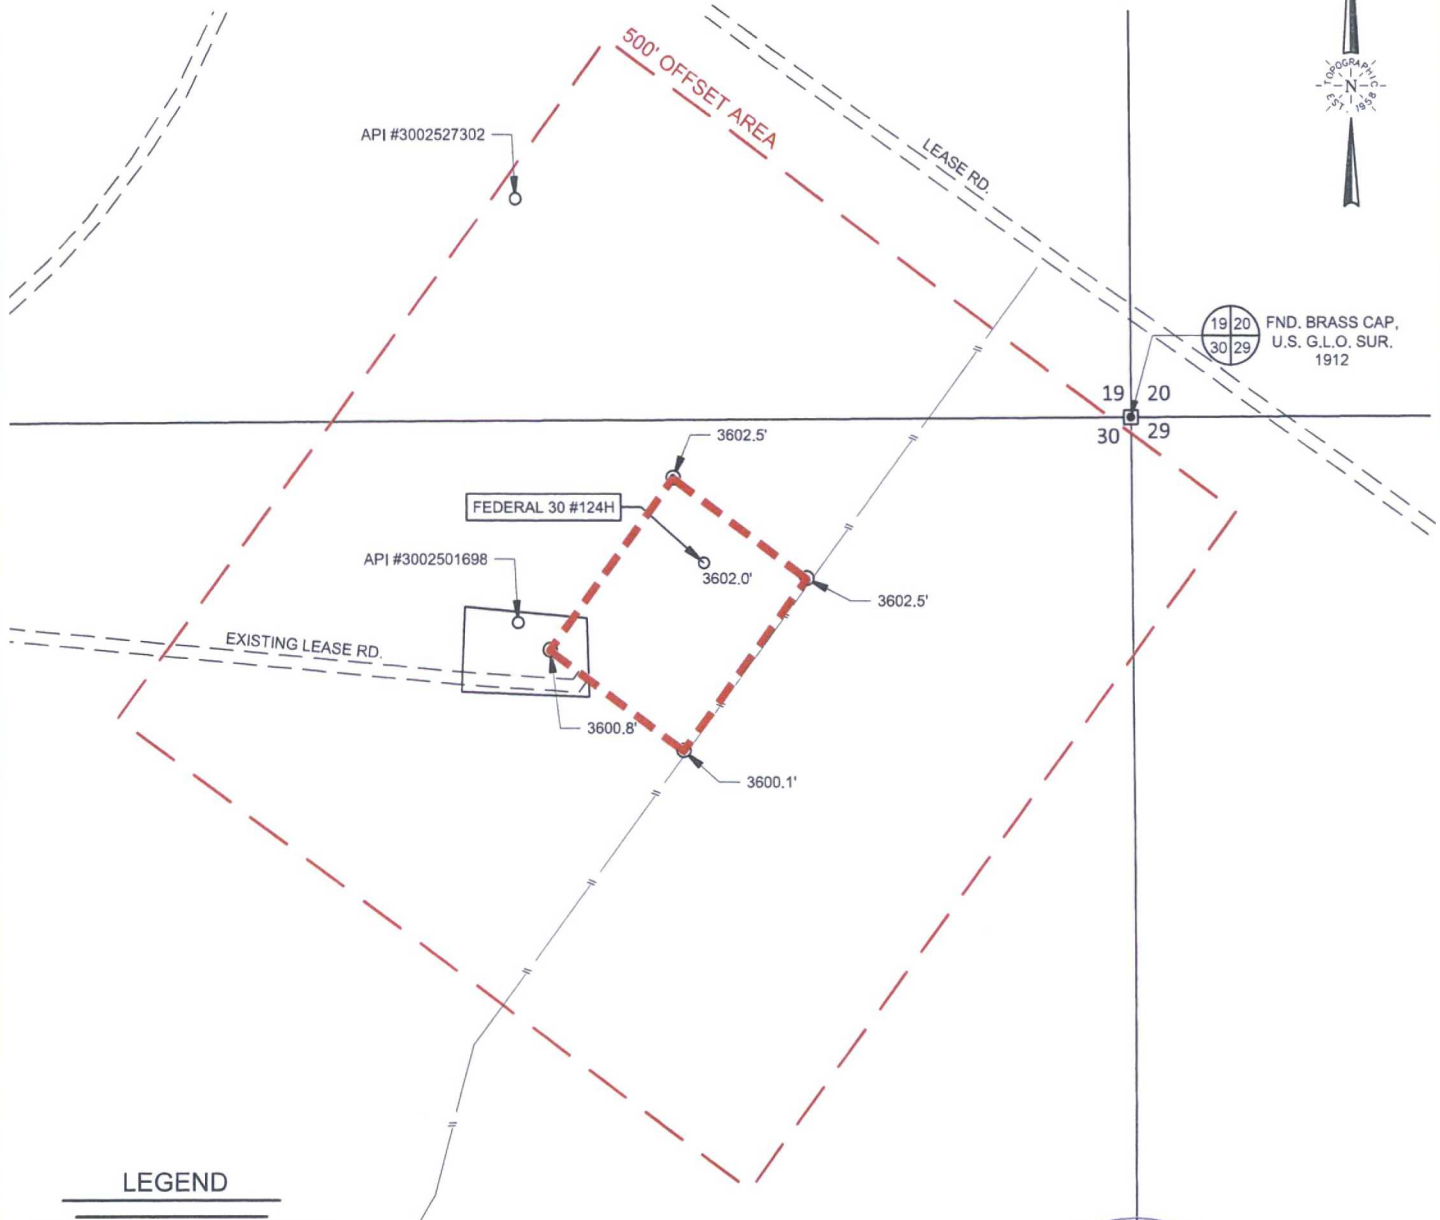 TOPOGRAPHIC
N
EST. 1958
500' OFFSET AREA
API #3002527302
LEASE RD.
19 20
30 29
FND. BRASS CAP,
U.S. G.L.O. SUR.
1912
19 20
30 29
3602.5'
FEDERAL 30 #124H
API #3002501698
3602.0'
3602.5'
EXISTING LEASE RD.
3600.8'
3600.1'
LEGEND